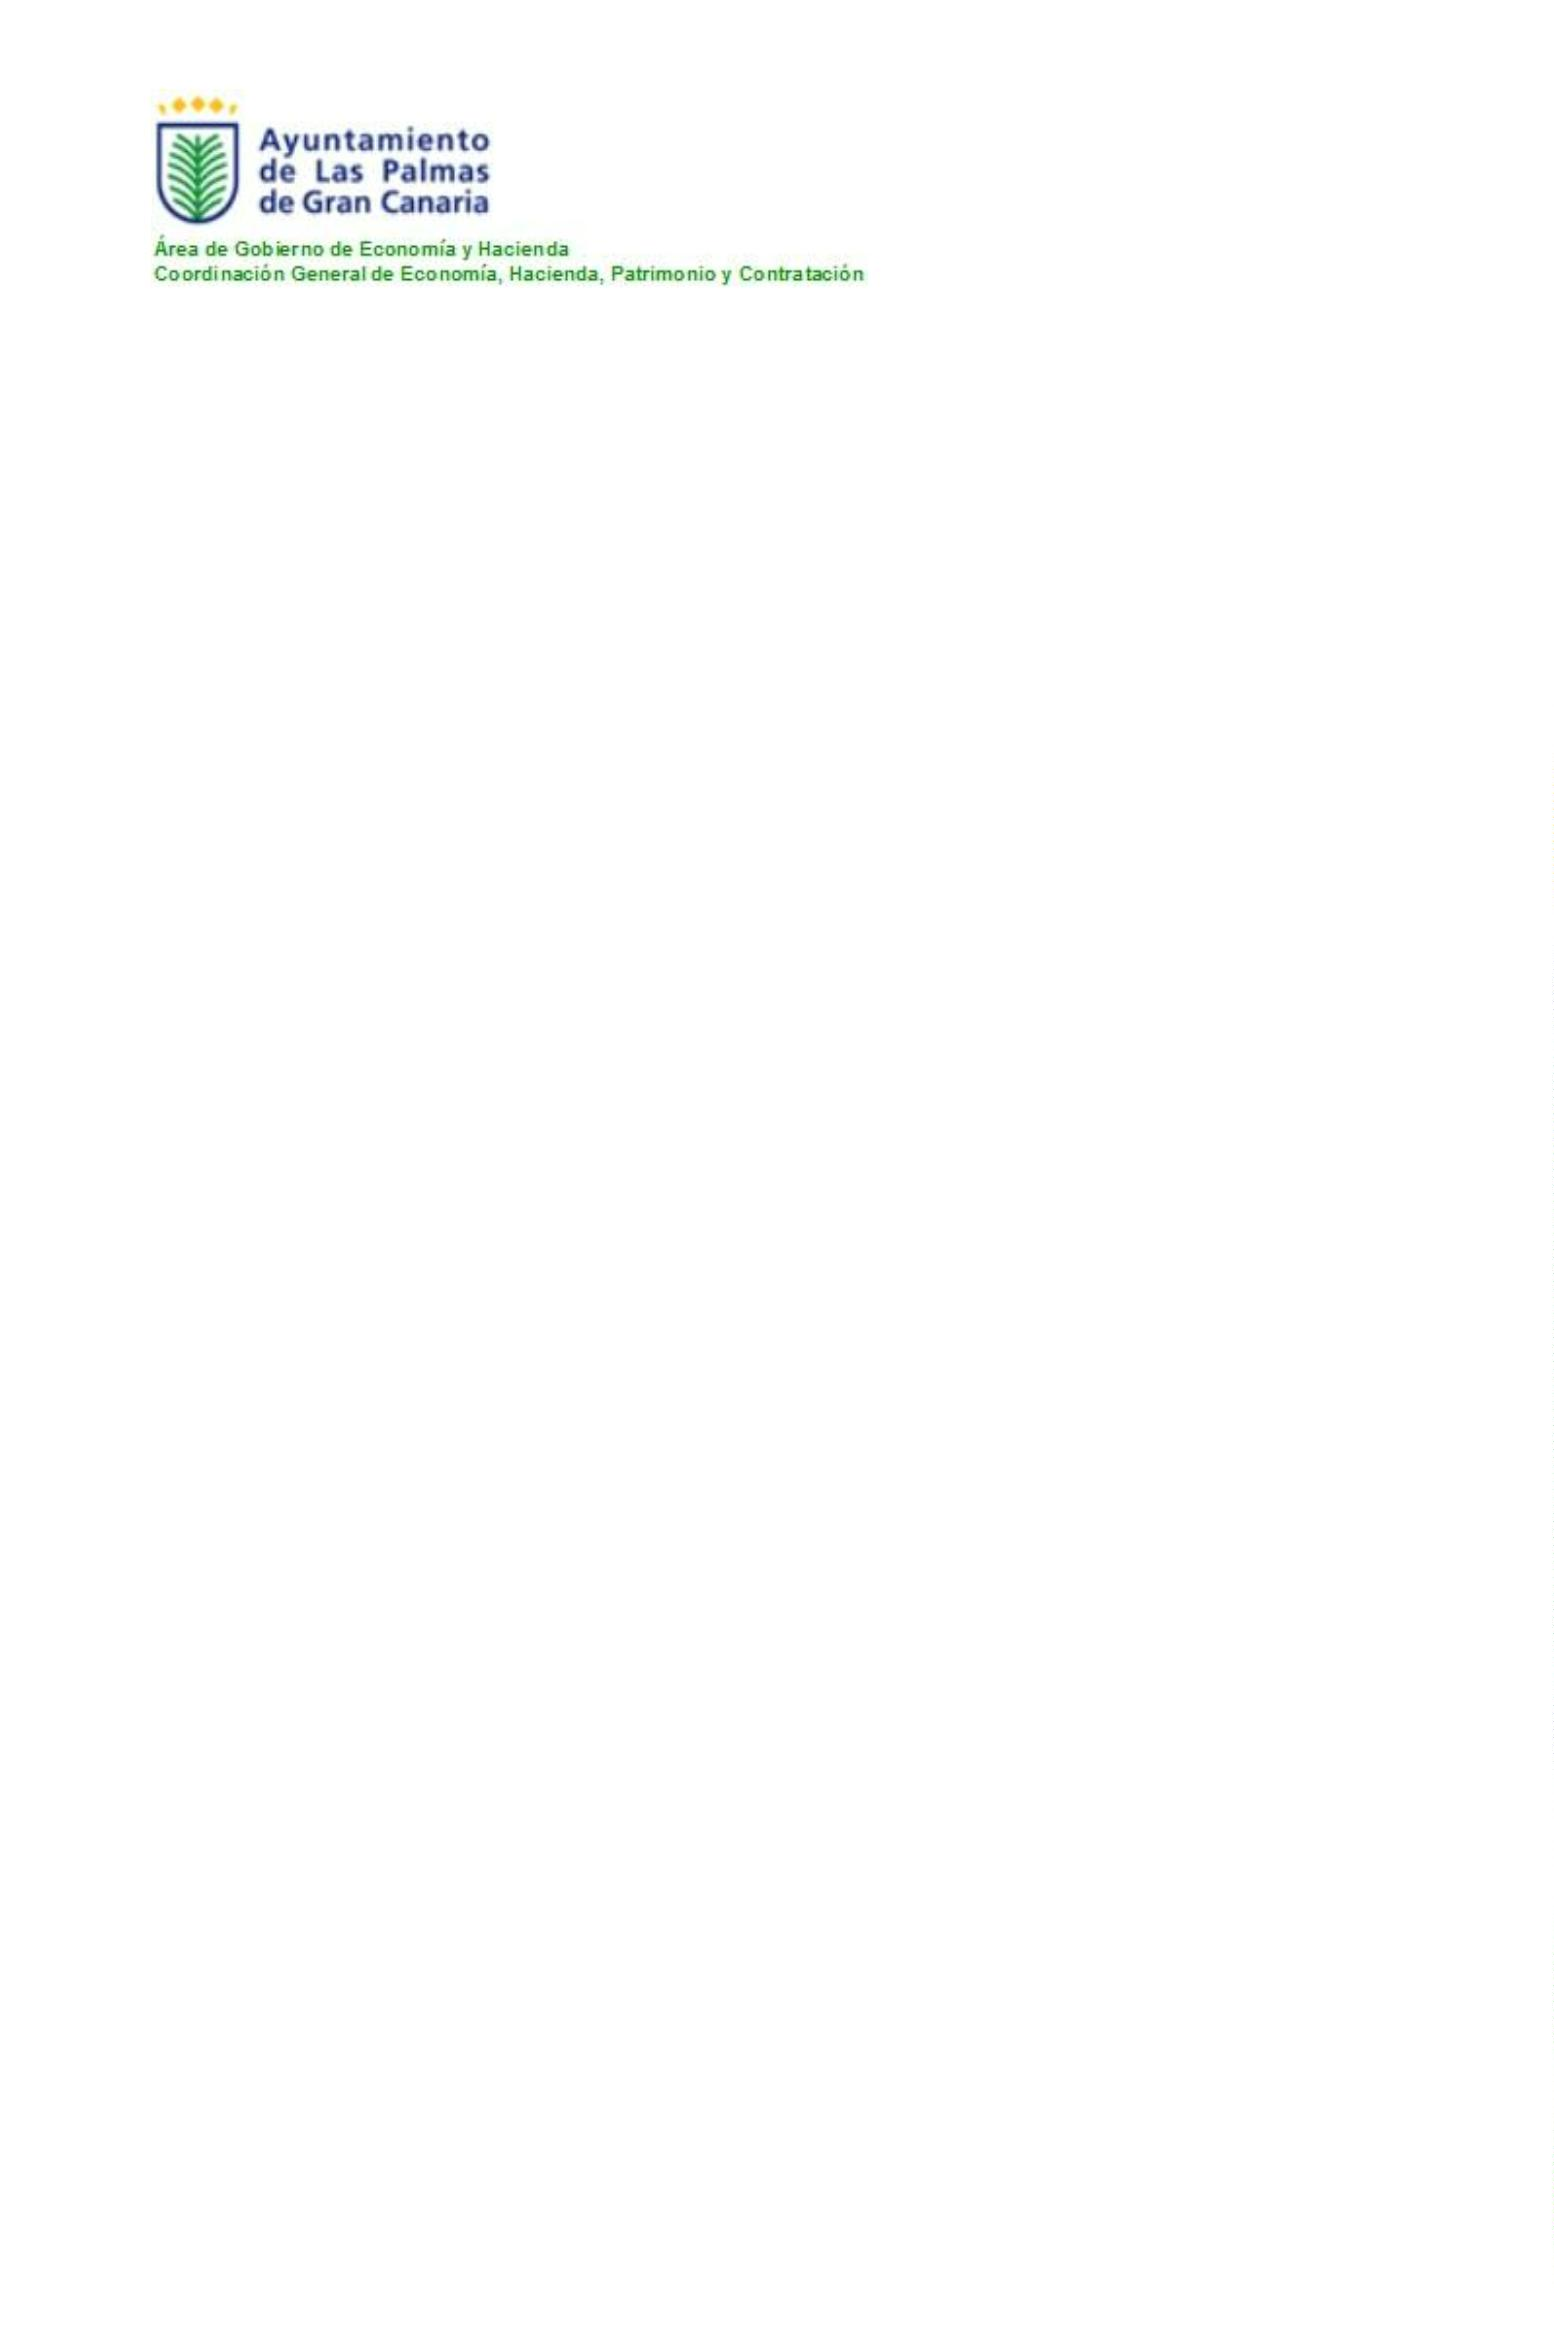 Ayuntamiento
de Las Palmas
de Gran Canaria
Área de Gobierno de Economía y Hacienda
Coordinación General de Economía, Hacienda, Patrimonio y Contratación